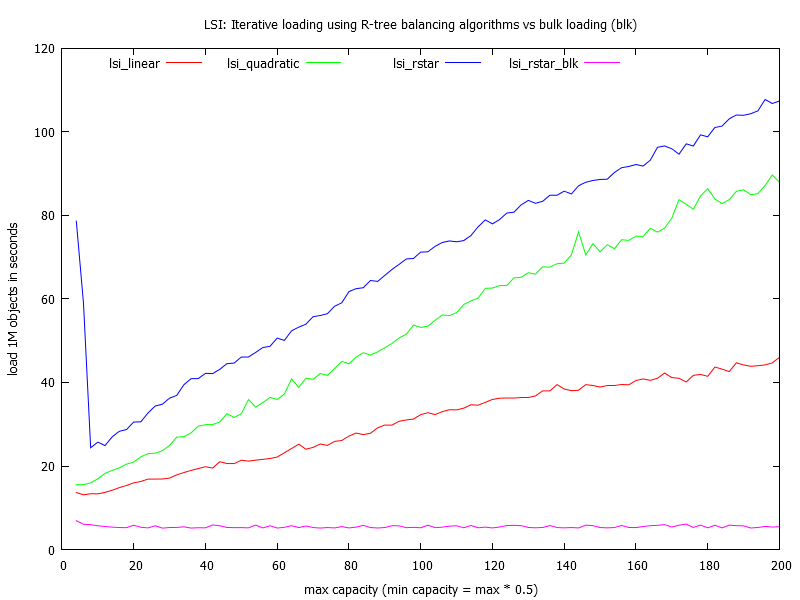 LSI: Iterative loading using R-tree balancing algorithms vs bulk loading (blk)
lsi_linear lsi_quadratic lsi_rstar lsi_rstar_blk
120
100
80
60
40
20
0
load 1M objects in seconds
0 20 40 60 80 100 120 140 160 180 200
max capacity (min capacity = max * 0.5)